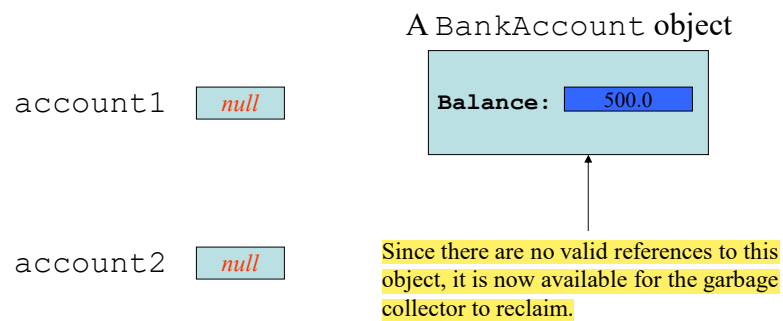 A BankAccount object
account1 null
Balance: 500.0
account2 null
Since there are no valid references to this
object, it is now available for the garbage
collector to reclaim.